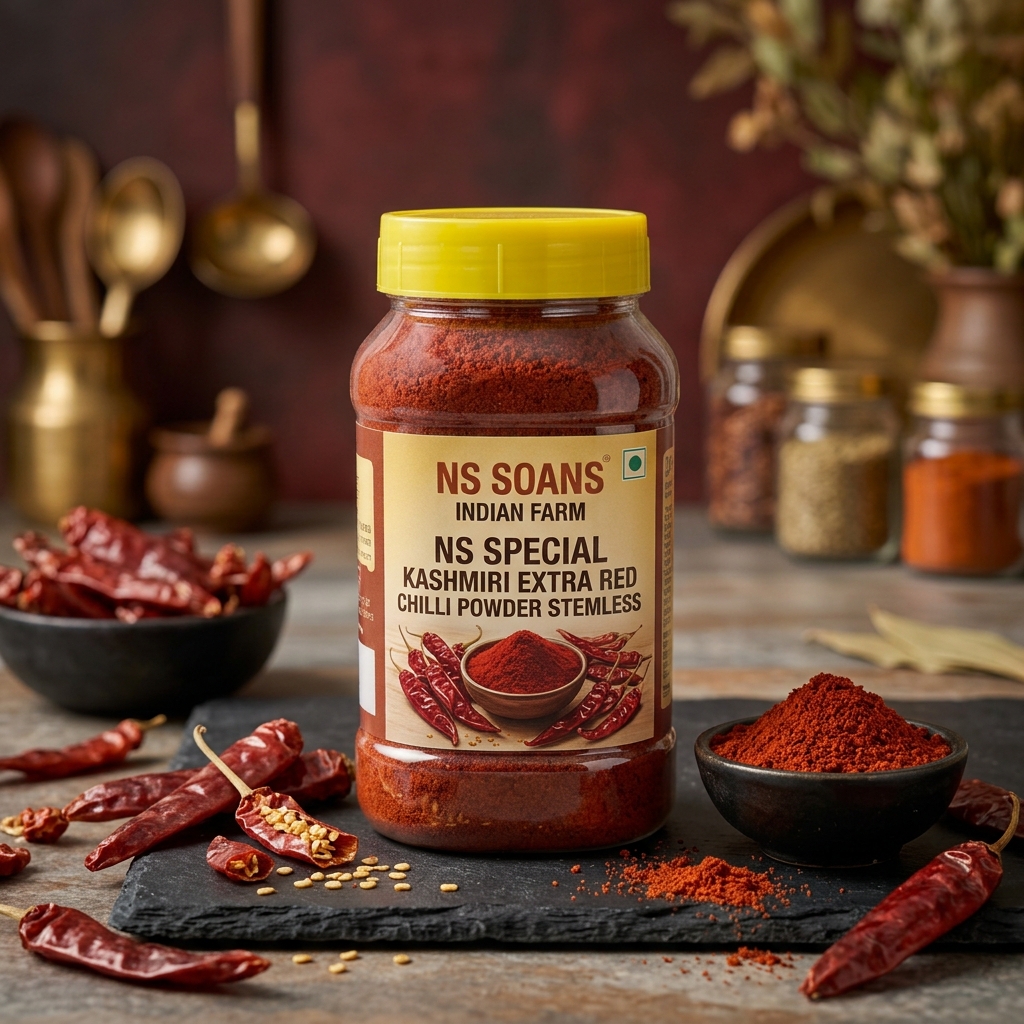 NS SOANS®
INDIAN FARM
NS SPECIAL
KASHMIRI EXTRA RED
CHILLI POWDER STEMLESS